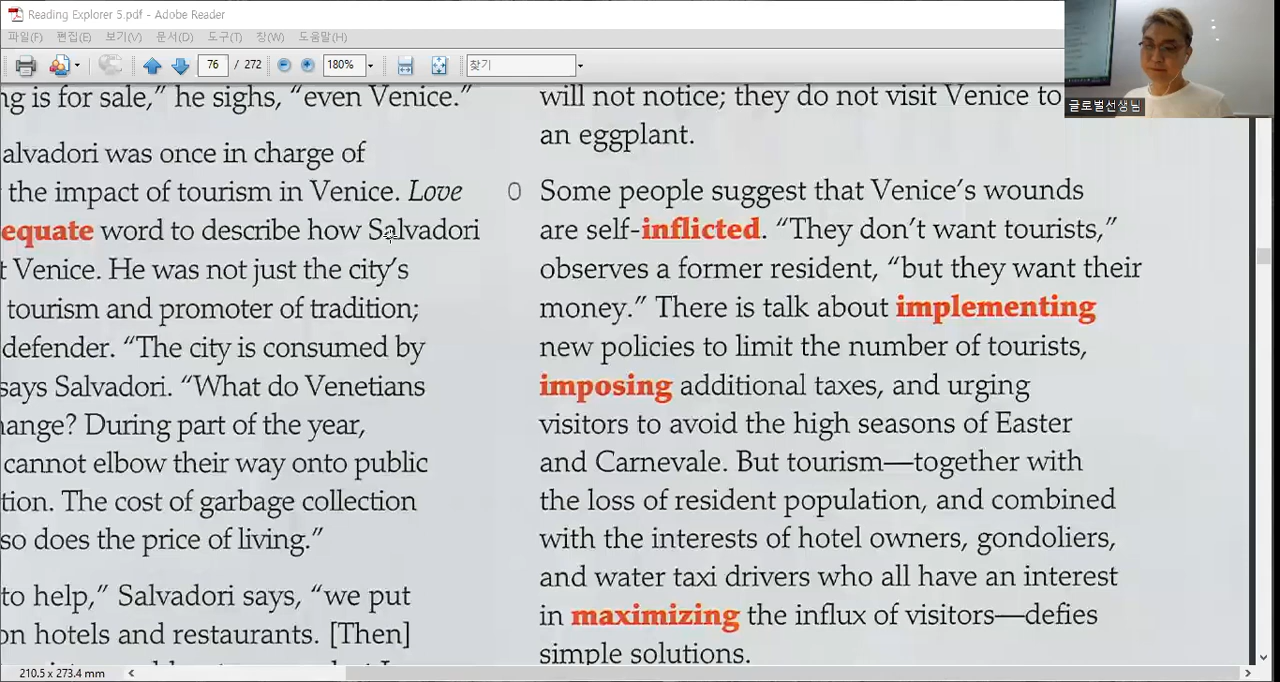 Reading Explorer 5.pdf - Adobe Reader
파일(F) 편집(E) 보기(V) 문서(D) 도구(T) 창(W) 도움말(H)
76 / 272 180% 찾기
글로벌선생님
ng is for sale,” he sighs, “even Venice.”
alvadori was once in charge of
the impact of tourism in Venice. Love
equate word to describe how Salvadori
t Venice. He was not just the city’s
tourism and promoter of tradition;
defender. “The city is consumed by
says Salvadori. “What do Venetians
ange? During part of the year,
cannot elbow their way onto public
tion. The cost of garbage collection
so does the price of living.”
to help,” Salvadori says, “we put
on hotels and restaurants. [Then]
will not notice; they do not visit Venice to
an eggplant.
O Some people suggest that Venice’s wounds
are self-inflicted. “They don’t want tourists,”
observes a former resident, “but they want their
money.” There is talk about implementing
new policies to limit the number of tourists,
imposing additional taxes, and urging
visitors to avoid the high seasons of Easter
and Carnevale. But tourism—together with
the loss of resident population, and combined
with the interests of hotel owners, gondoliers,
and water taxi drivers who all have an interest
in maximizing the influx of visitors—defies
simple solutions.
210.5 x 273.4 mm